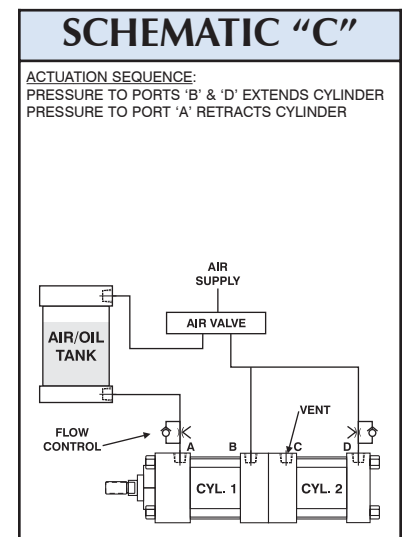 SCHEMATIC “C”
ACTUATION SEQUENCE:
PRESSURE TO PORTS ‘B’ & ‘D’ EXTENDS CYLINDER
PRESSURE TO PORT ‘A’ RETRACTS CYLINDER
AIR
SUPPLY
AIR VALVE
AIR/OIL
TANK
VENT
FLOW
CONTROL
A
B
C
D
CYL. 1
CYL. 2